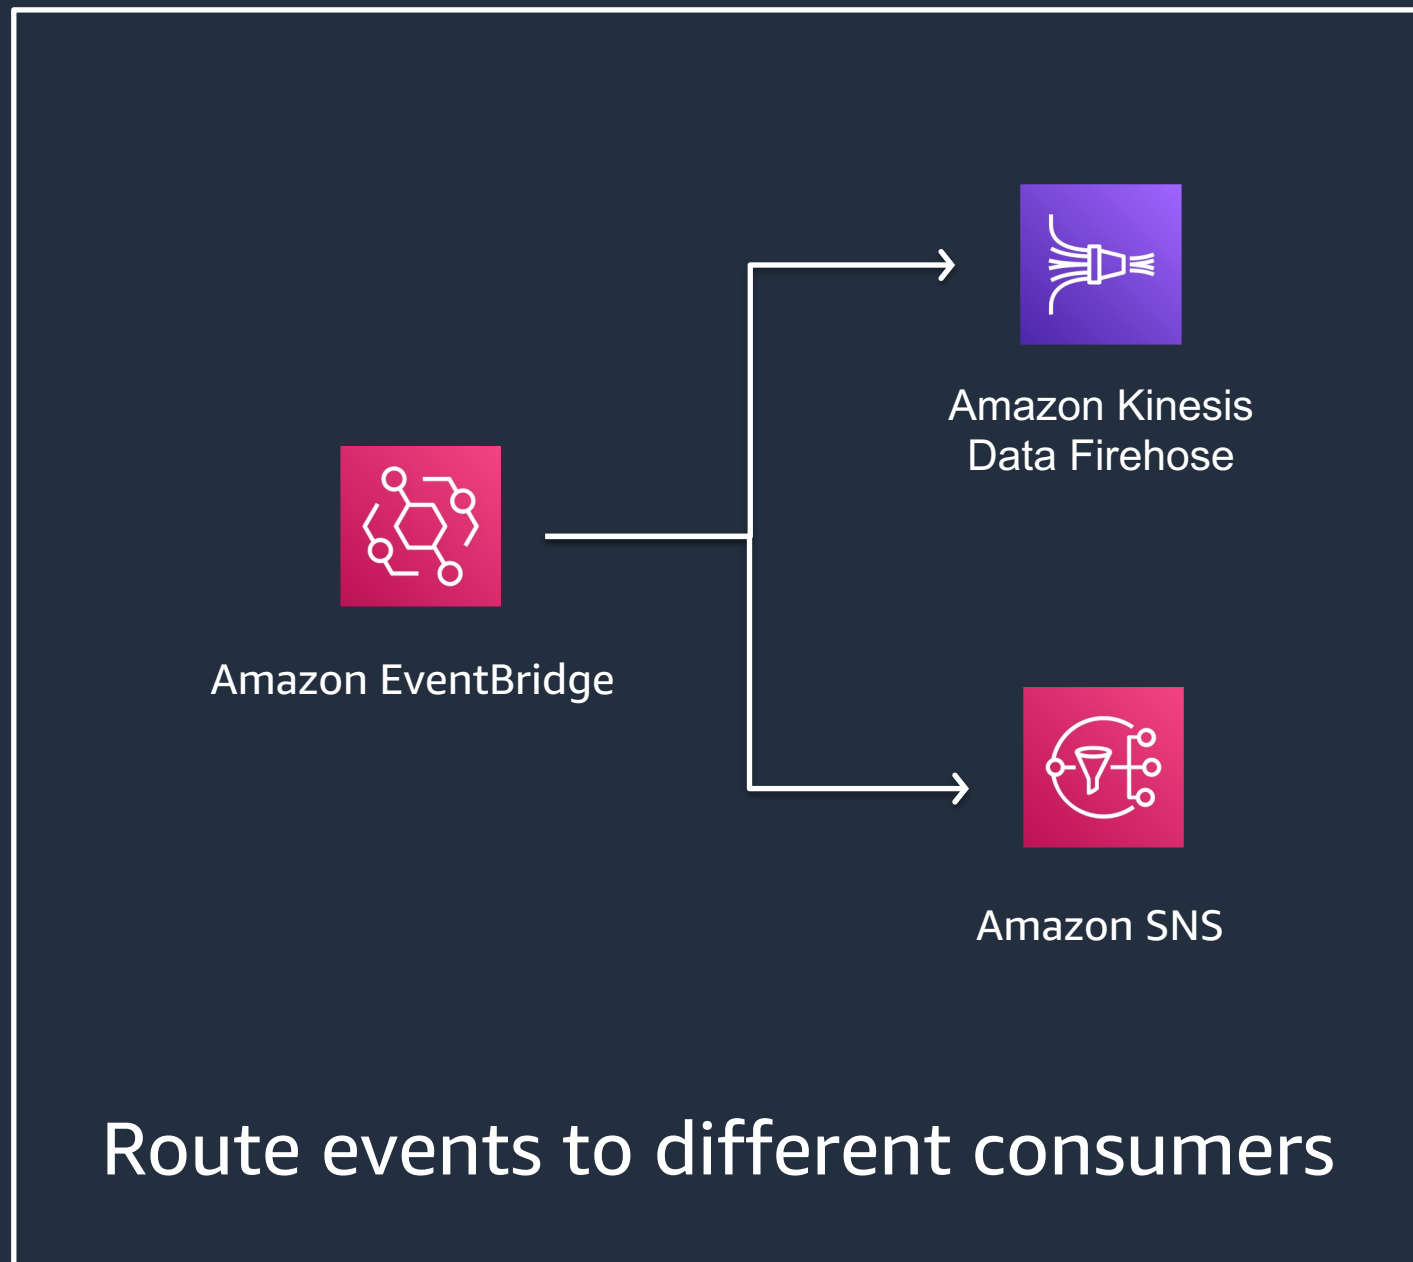 Amazon Kinesis
Data Firehose
Amazon EventBridge
Amazon SNS
Route events to different consumers